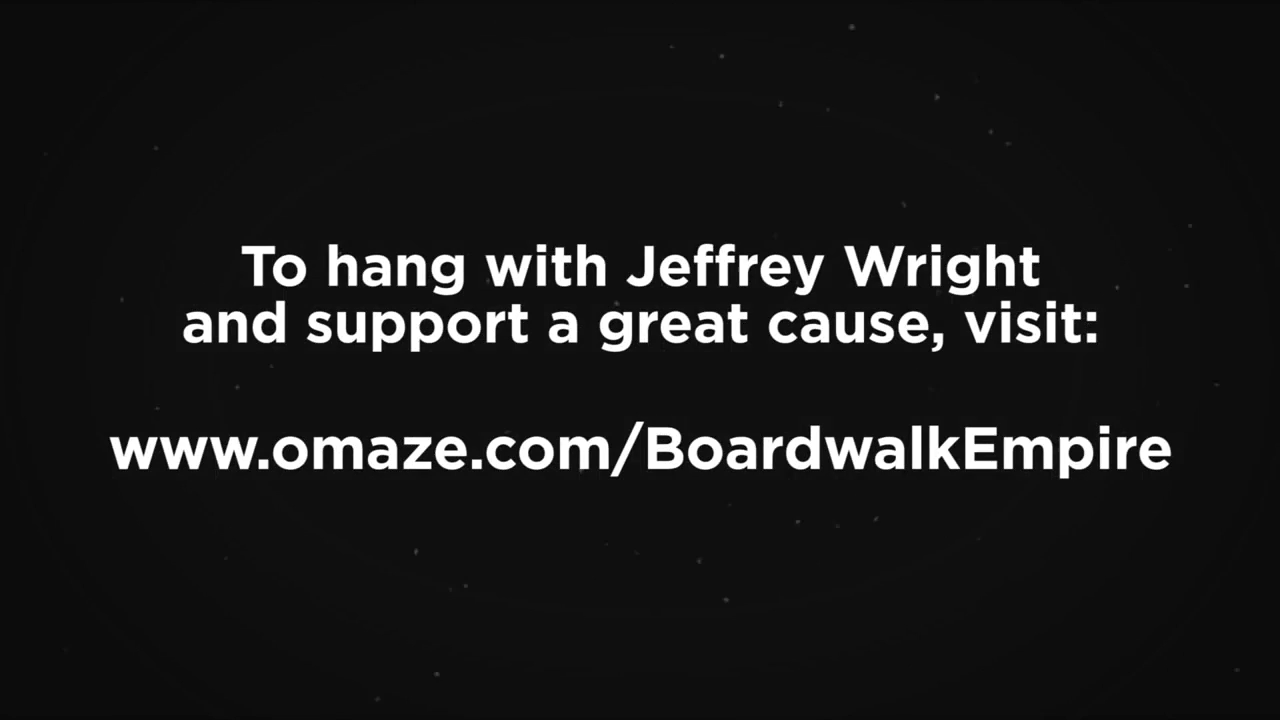 To hang with Jeffrey Wright
and support a great cause, visit:
www.omaze.com/BoardwalkEmpire